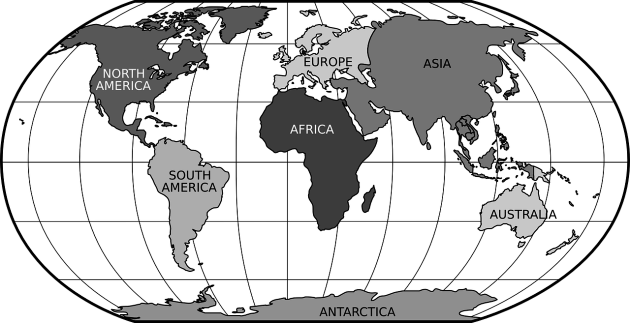 NORTH
AMERICA
EUROPE
ASIA
AFRICA
SOUTH
AMERICA
AUSTRALIA
ANTARCTICA